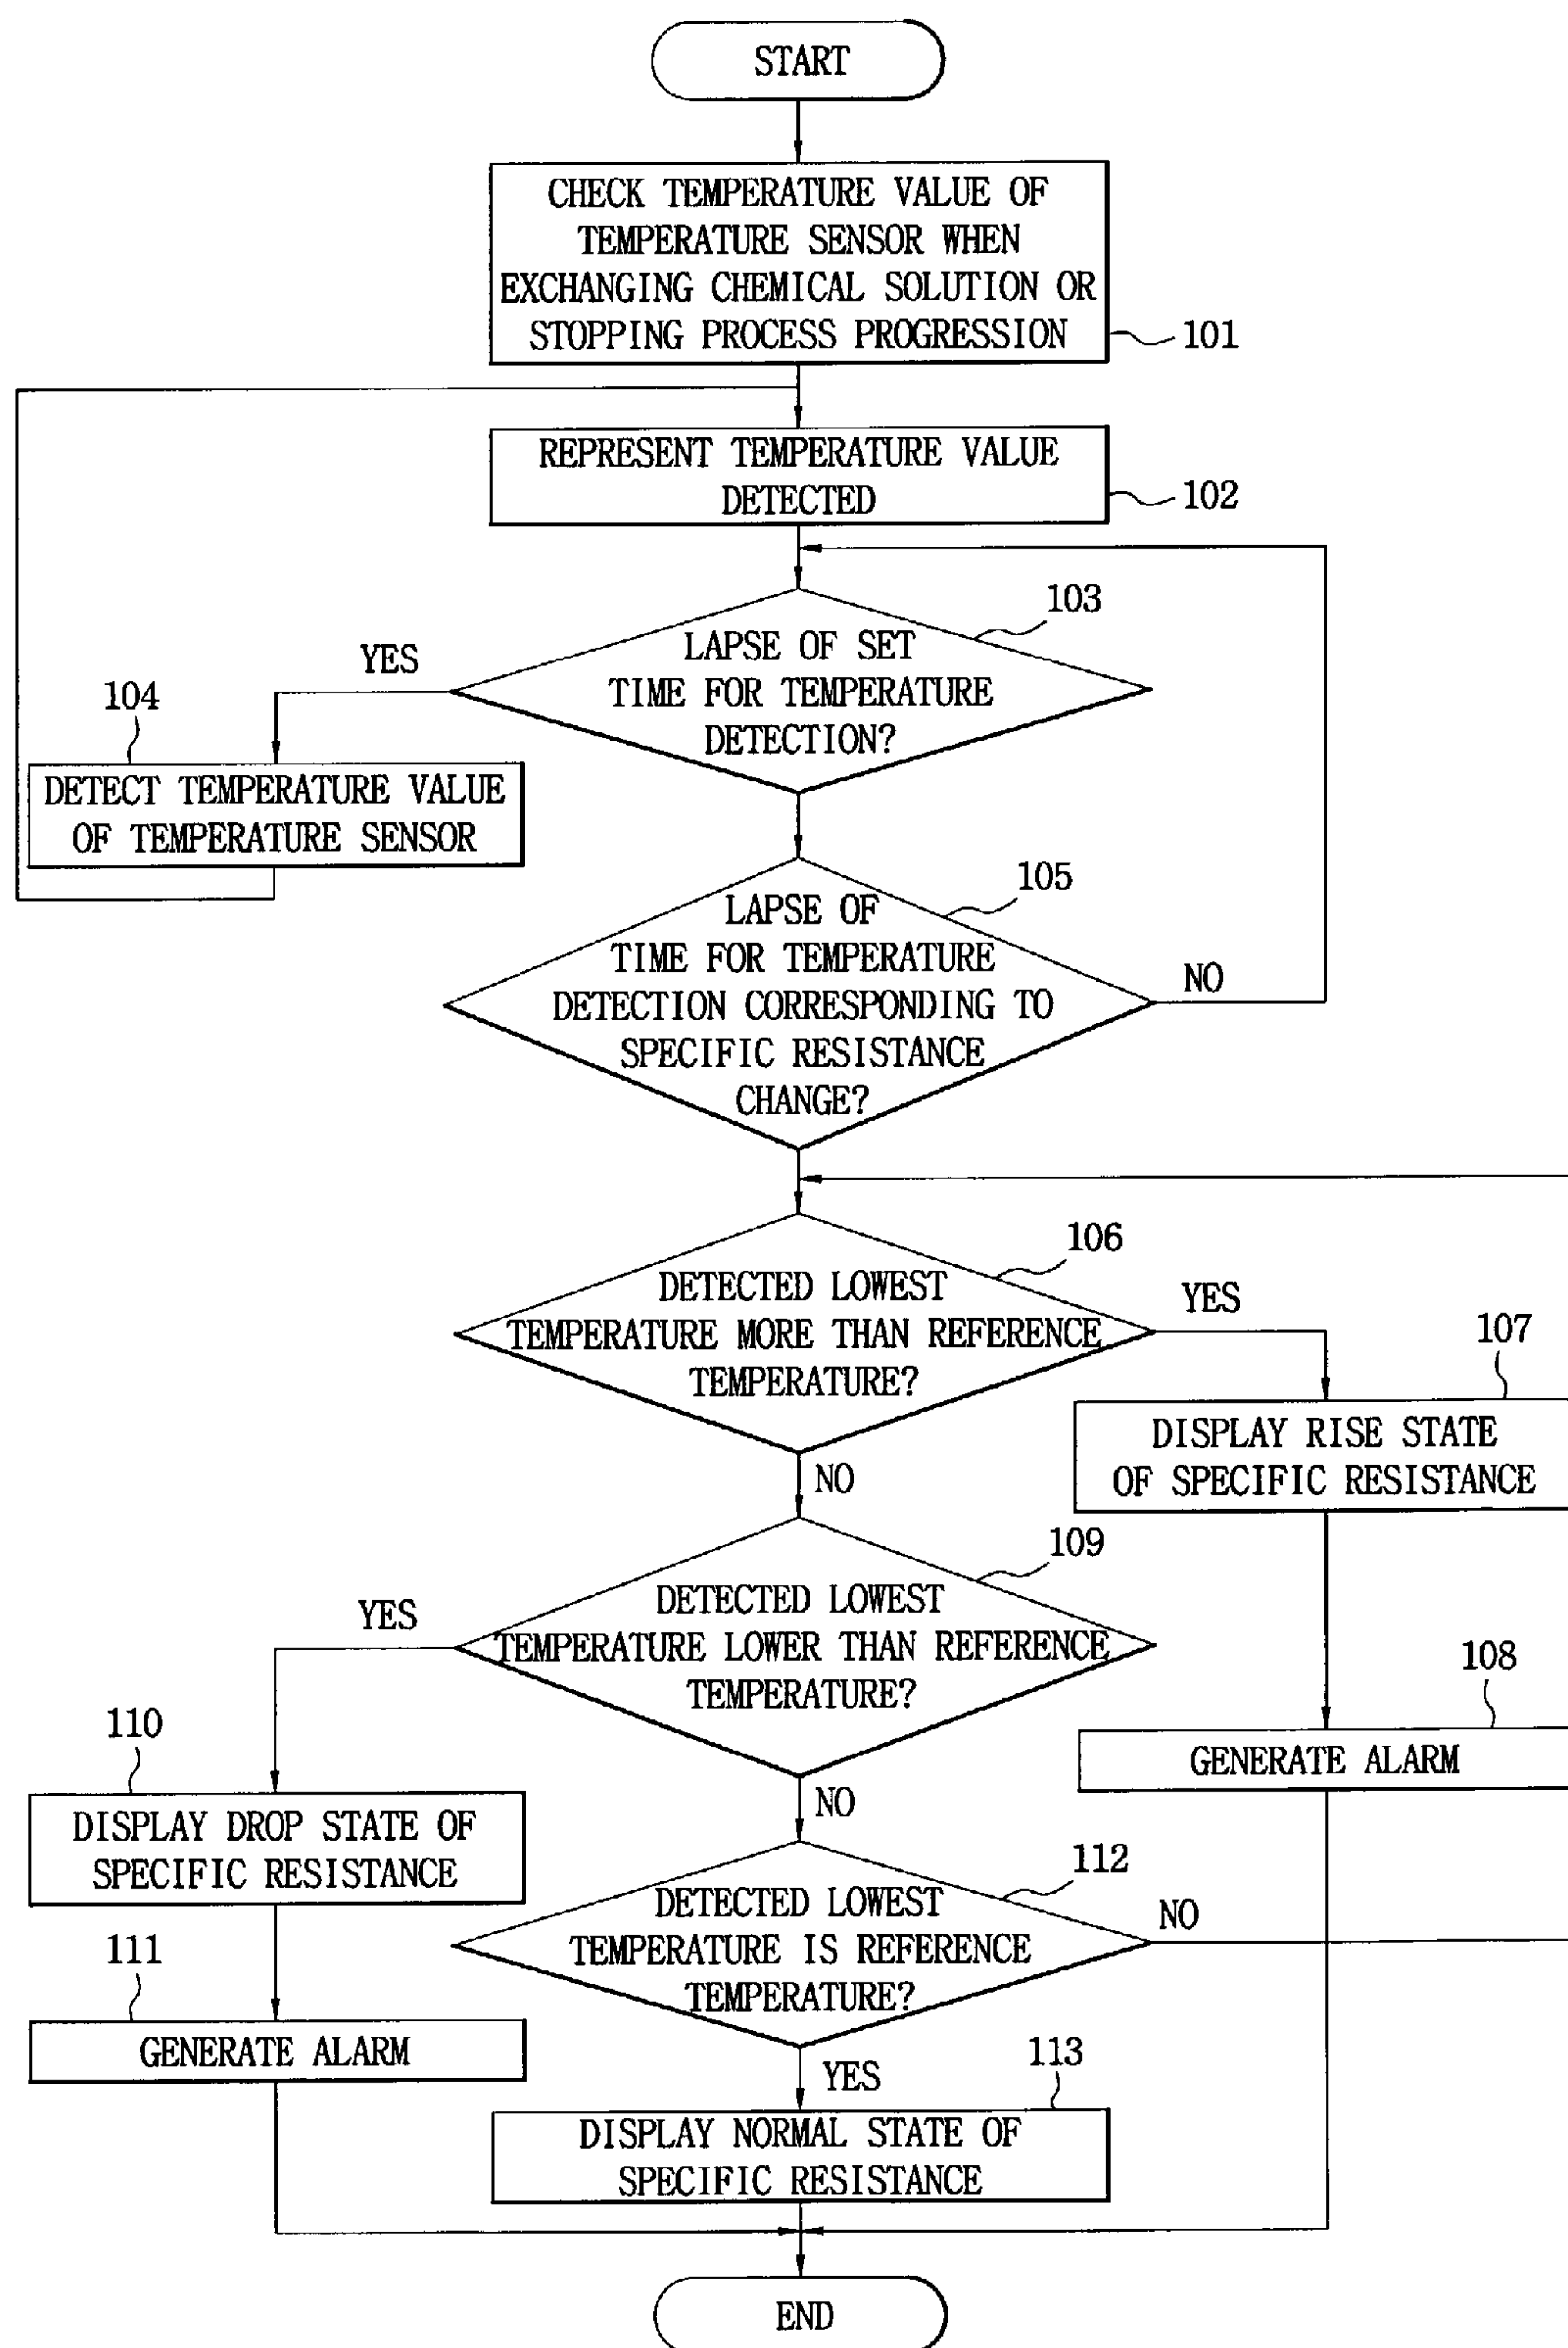 START
CHECK TEMPERATURE VALUE OF
TEMPERATURE SENSOR WHEN
EXCHANGING CHEMICAL SOLUTION OR
STOPPING PROCESS PROGRESSION
101
REPRESENT TEMPERATURE VALUE
DETECTED
102
103
LAPSE OF SET
TIME FOR TEMPERATURE
DETECTION?
YES
104
DETECT TEMPERATURE VALUE
OF TEMPERATURE SENSOR
105
LAPSE OF
TIME FOR TEMPERATURE
DETECTION CORRESPONDING TO
SPECIFIC RESISTANCE
CHANGE?
NO
106
DETECTED LOWEST
TEMPERATURE MORE THAN REFERENCE
TEMPERATURE?
YES
107
DISPLAY RISE STATE
OF SPECIFIC RESISTANCE
NO
109
DETECTED LOWEST
TEMPERATURE LOWER THAN REFERENCE
TEMPERATURE?
YES
108
GENERATE ALARM
110
DISPLAY DROP STATE OF
SPECIFIC RESISTANCE
NO
112
DETECTED LOWEST
TEMPERATURE IS REFERENCE
TEMPERATURE?
NO
111
GENERATE ALARM
YES
113
DISPLAY NORMAL STATE OF
SPECIFIC RESISTANCE
END